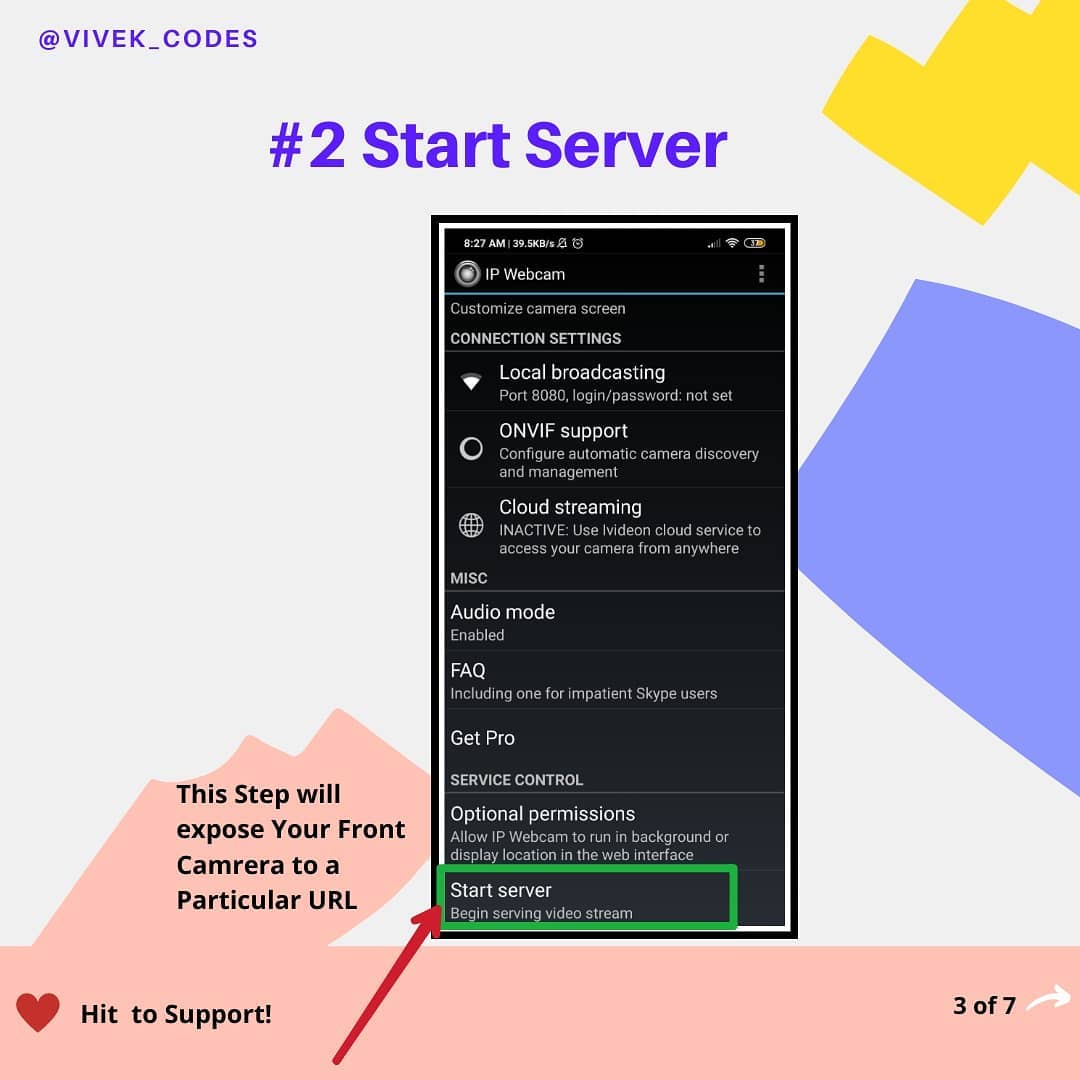 @VIVEK_CODES
#2 Start Server
8:27 AM | 39.5KB/s
37
IP Webcam
Customize camera screen
CONNECTION SETTINGS
Local broadcasting
Port 8080, login/password: not set
ONVIF support
Configure automatic camera discovery
and management
Cloud streaming
INACTIVE: Use Ivideon cloud service to
access your camera from anywhere
MISC
Audio mode
Enabled
FAQ
Including one for impatient Skype users
Get Pro
SERVICE CONTROL
Optional permissions
Allow IP Webcam to run in background or
display location in the web interface
Start server
Begin serving video stream
This Step will
expose Your Front
Camrera to a
Particular URL
Hit to Support!
3 of 7